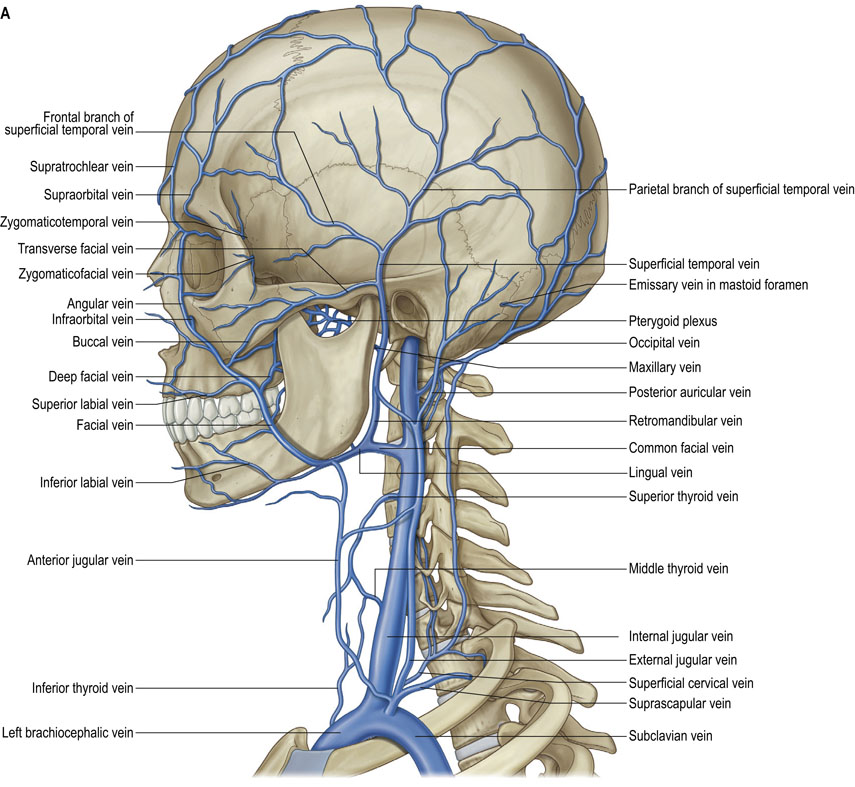 A
Frontal branch of
superficial temporal vein
Supratrochlear vein
Supraorbital vein
Zygomaticotemporal vein
Transverse facial vein
Zygomaticofacial vein
Angular vein
Infraorbital vein
Buccal vein
Deep facial vein
Superior labial vein
Facial vein
Inferior labial vein
Anterior jugular vein
Inferior thyroid vein
Left brachiocephalic vein
Parietal branch of superficial temporal vein
Superficial temporal vein
Emissary vein in mastoid foramen
Pterygoid plexus
Occipital vein
Maxillary vein
Posterior auricular vein
Retromandibular vein
Common facial vein
Lingual vein
Superior thyroid vein
Middle thyroid vein
Internal jugular vein
External jugular vein
Superficial cervical vein
Suprascapular vein
Subclavian vein